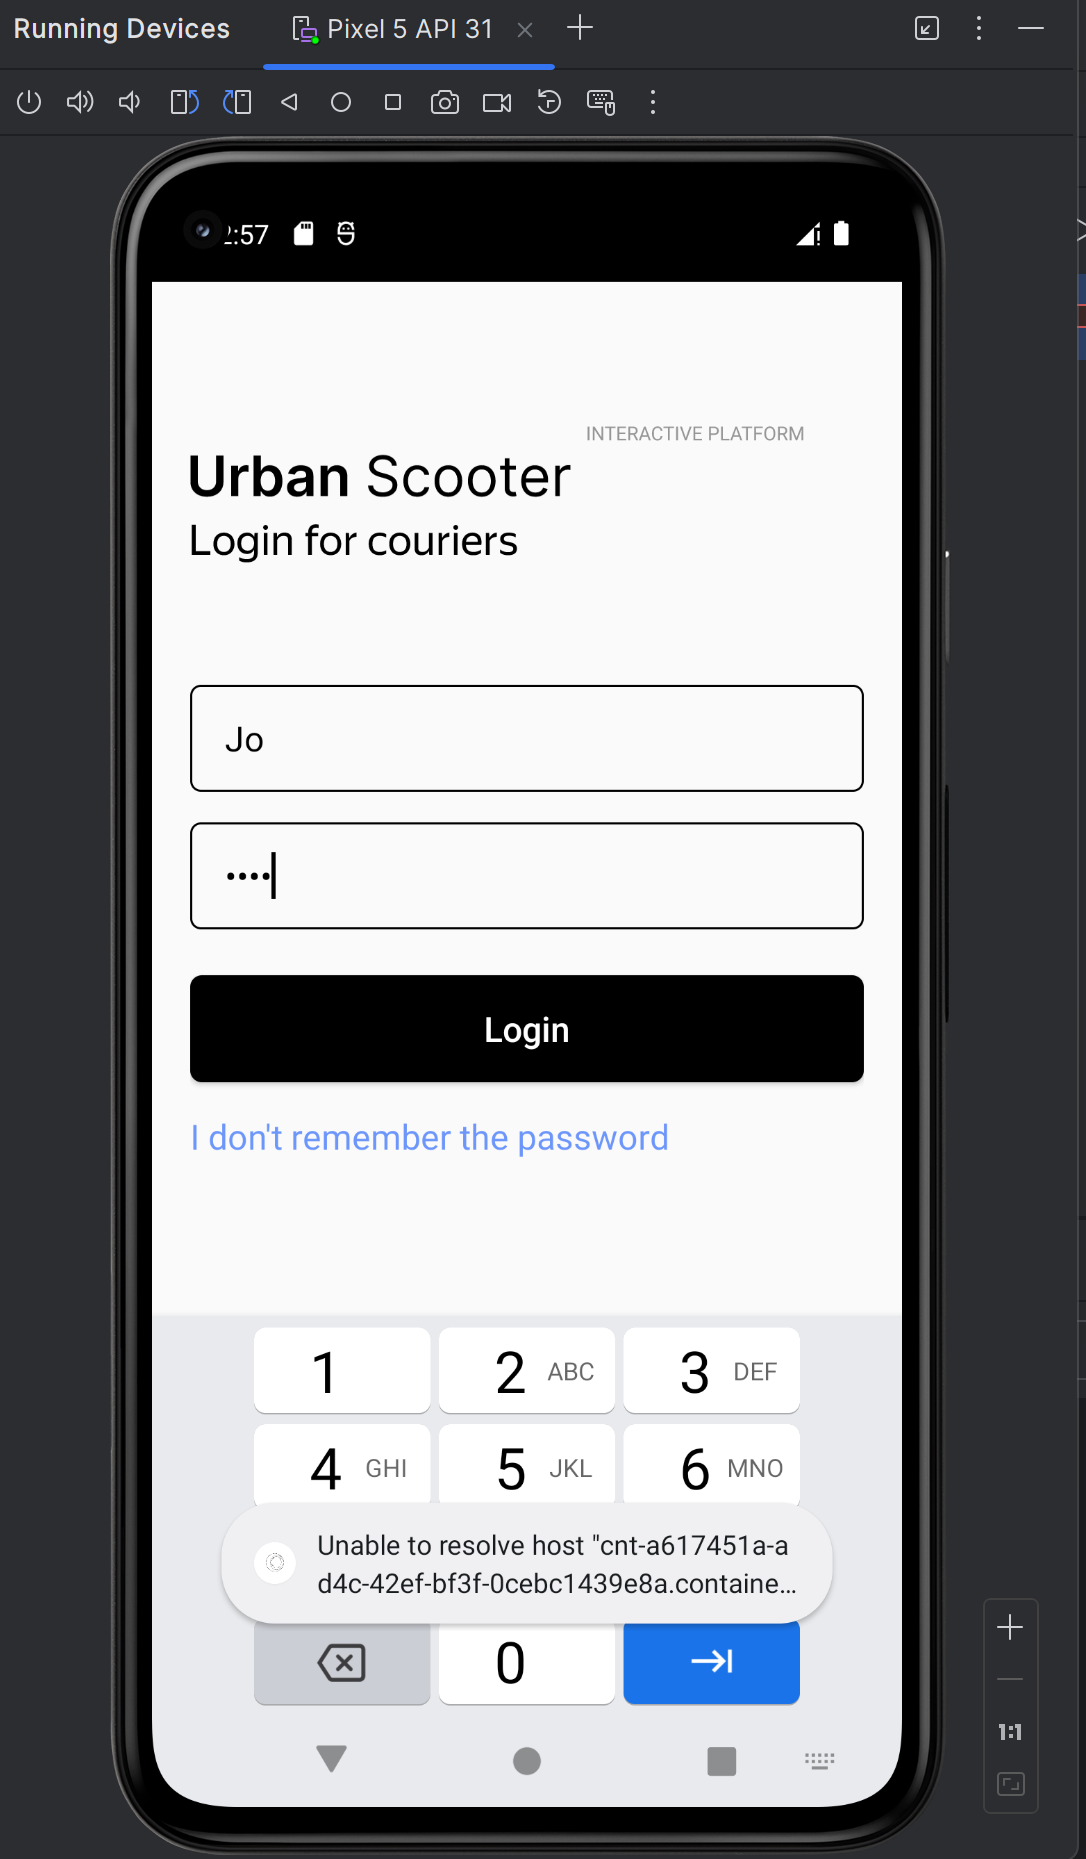 Running Devices
Pixel 5 API 31
:57
INTERACTIVE PLATFORM
Urban Scooter
Login for couriers
Jo
••••
Login
I don't remember the password
1
2 ABC
3 DEF
4 GHI
5 JKL
6 MNO
Unable to resolve host "cnt-a617451a-a
d4c-42ef-bf3f-0cebc1439e8a.containe...
0
1:1